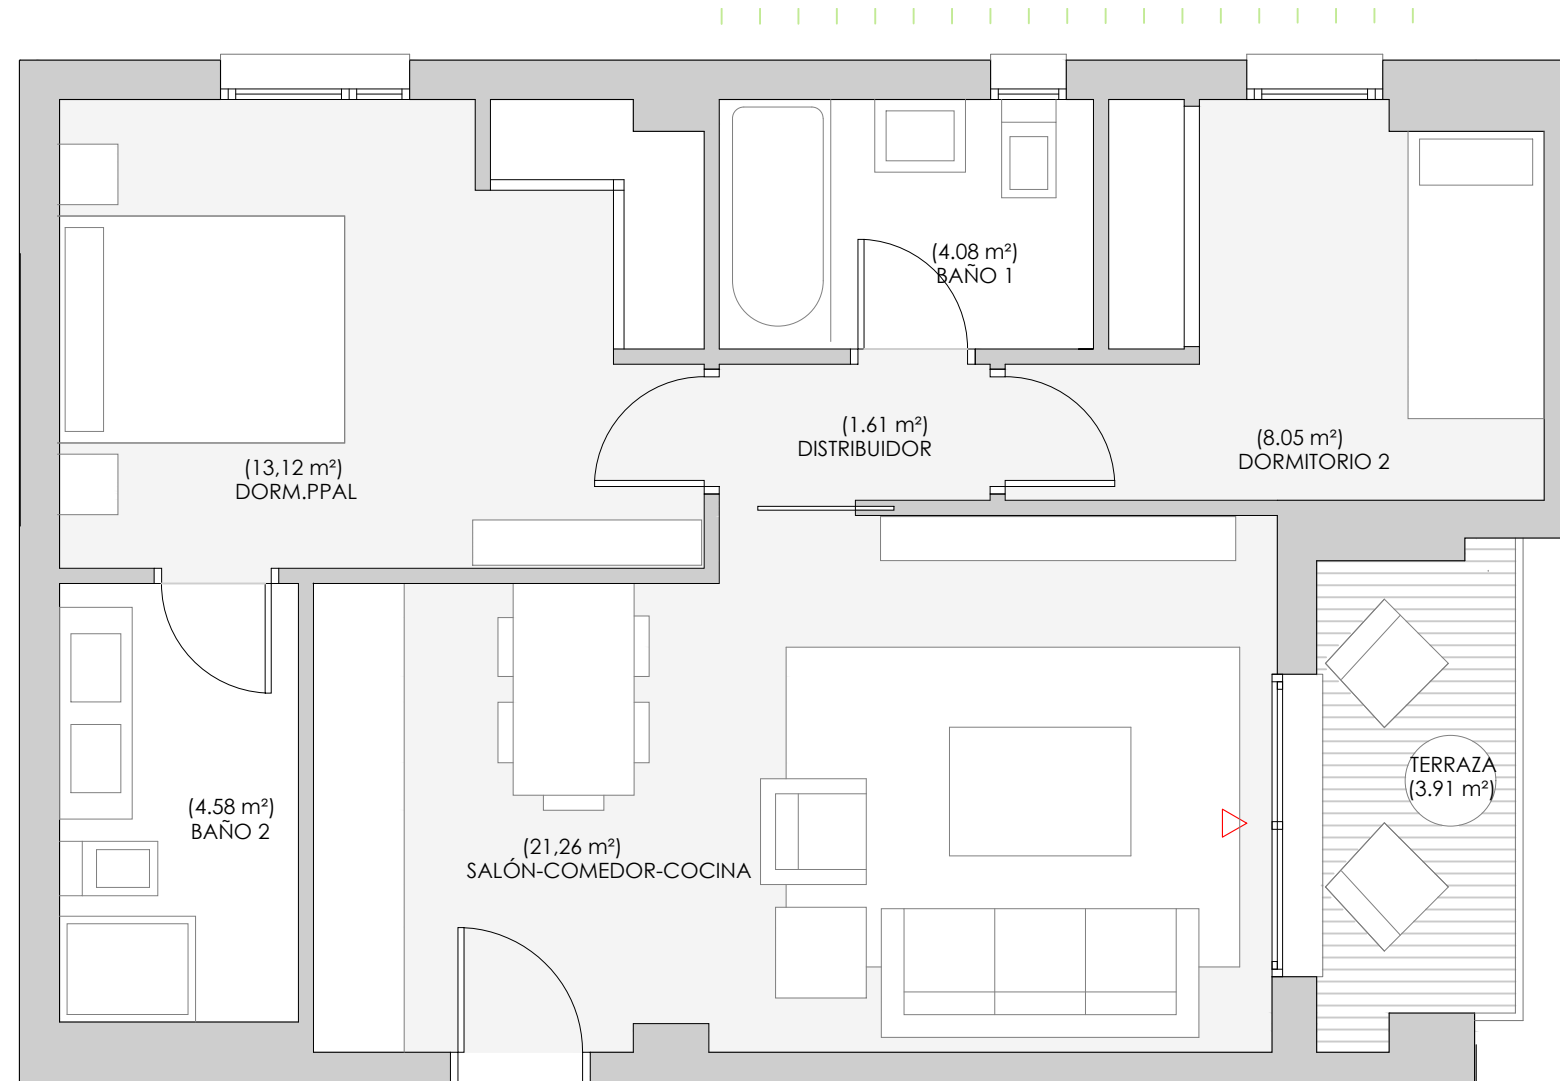 (4.08 m²)
BAÑO 1
(1.61 m²)
DISTRIBUIDOR
(8.05 m²)
DORMITORIO 2
(13,12 m²)
DORM.PPAL
TERRAZA
(3.91 m²)
(4.58 m²)
BAÑO 2
(21,26 m²)
SALÓN-COMEDOR-COCINA